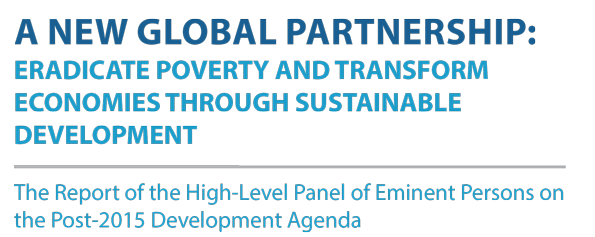 A NEW GLOBAL PARTNERSHIP:
ERADICATE POVERTY AND TRANSFORM
ECONOMIES THROUGH SUSTAINABLE
DEVELOPMENT
The Report of the High-Level Panel of Eminent Persons on
the Post-2015 Development Agenda